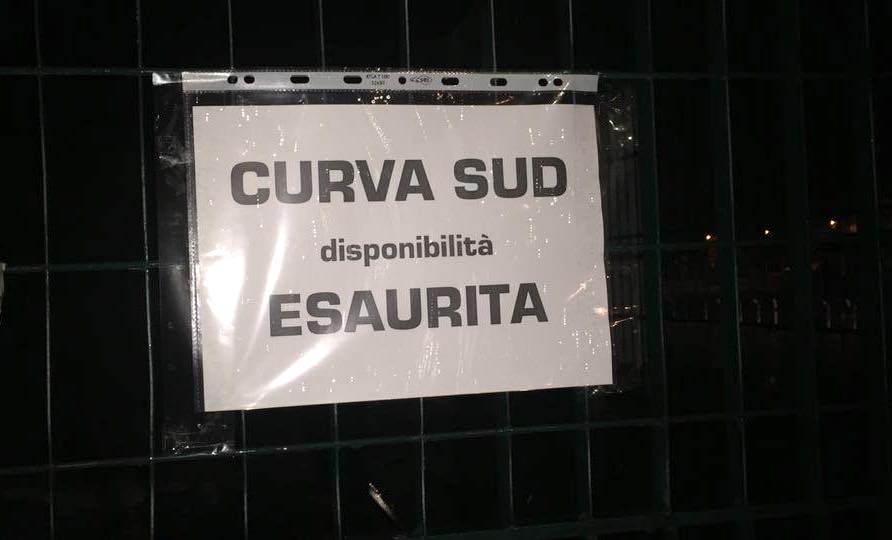 CURVA SUD
disponibilità
ESAURITA